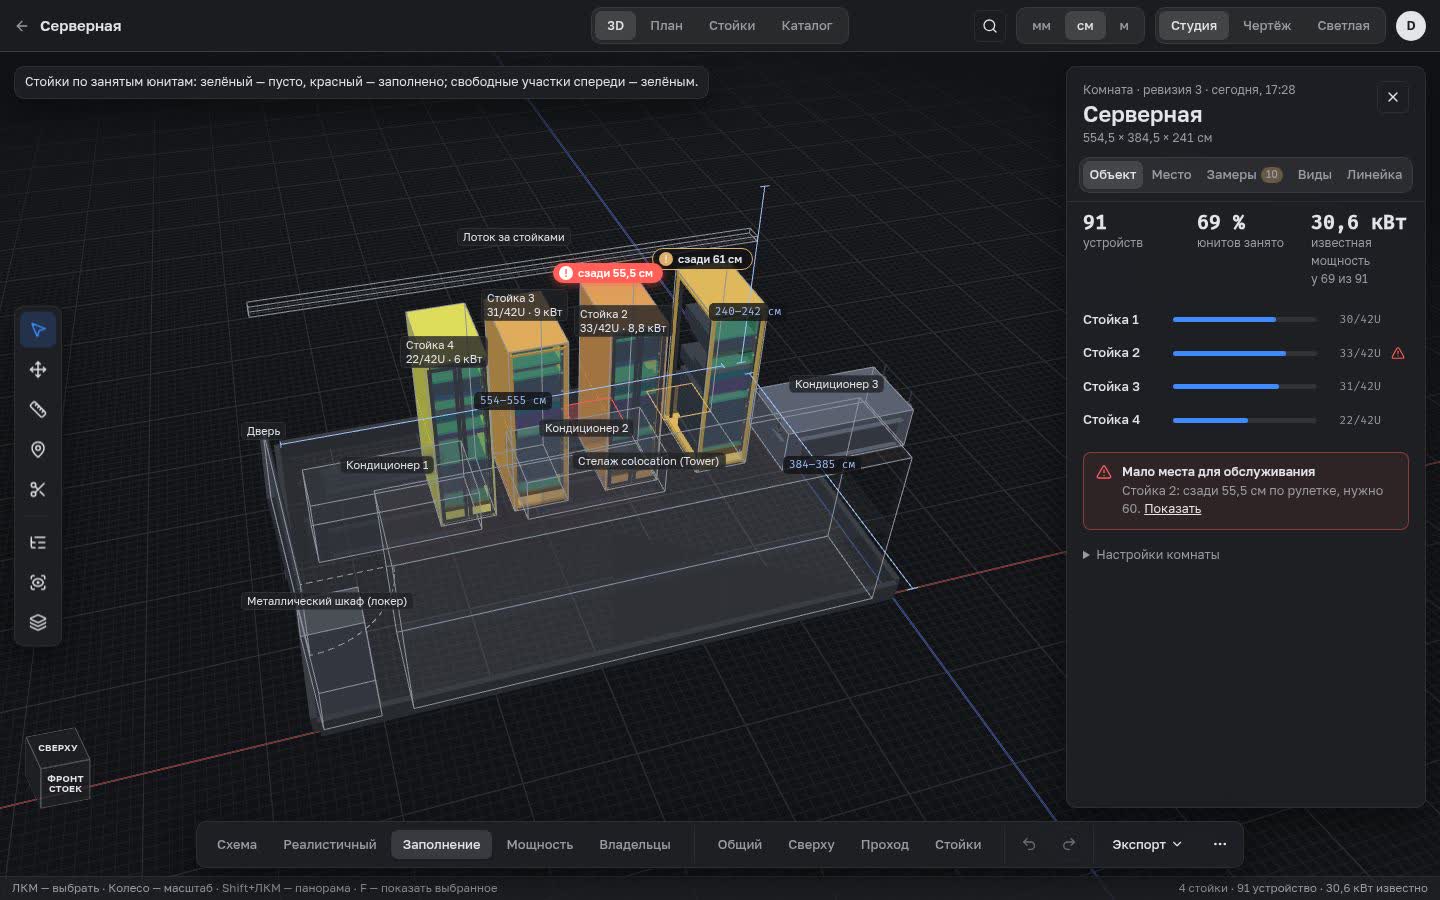 Серверная
3D План Стойки Каталог
мм см м
Студия Чертёж Светлая
D
Стойки по занятым юнитам: зелёный — пусто, красный — заполнено; свободные участки спереди — зелёным.
Комната · ревизия 3 · сегодня, 17:28
Серверная
554,5 × 384,5 × 241 см
Объект Место Замеры 10 Виды Линейка
91
устройств
69 %
юнитов занято
30,6 кВт
известная
мощность
у 69 из 91
Стойка 1 30/42U
Стойка 2 33/42U
Стойка 3 31/42U
Стойка 4 22/42U
Мало места для обслуживания
Стойка 2: сзади 55,5 см по рулетке, нужно
60. Показать
Настройки комнаты
Лоток за стойками
сзади 61 см
сзади 55,5 см
Стойка 3
31/42U · 9 кВт
Стойка 2
33/42U · 8,8 кВт
240–242 см
Стойка 4
22/42U · 6 кВт
Кондиционер 3
554–555 см
Кондиционер 2
Дверь
Кондиционер 1
Стелаж colocation (Tower)
384–385 см
Металлический шкаф (локер)
СВЕРХУ
ФРОНТ
СТОЕК
Схема Реалистичный Заполнение Мощность Владельцы Общий Сверху Проход Стойки Экспорт
ЛКМ — выбрать · Колесо — масштаб · Shift+ЛКМ — панорама · F — показать выбранное
4 стойки · 91 устройство · 30,6 кВт известно